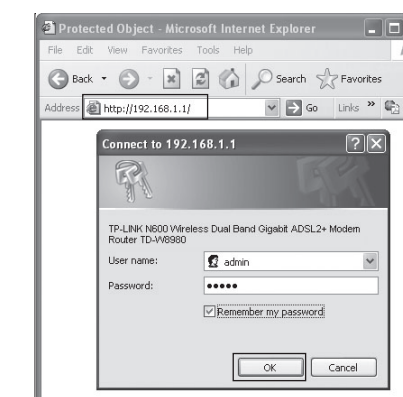 Protected Object - Microsoft Internet Explorer
File Edit View Favorites Tools Help
Back Search Favorites
Address http://192.168.1.1/ Go Links »
Connect to 192.168.1.1
TP-LINK N600 Wireless Dual Band Gigabit ADSL2+ Modem
Router TD-W8980
User name: admin
Password: •••••
Remember my password
OK Cancel